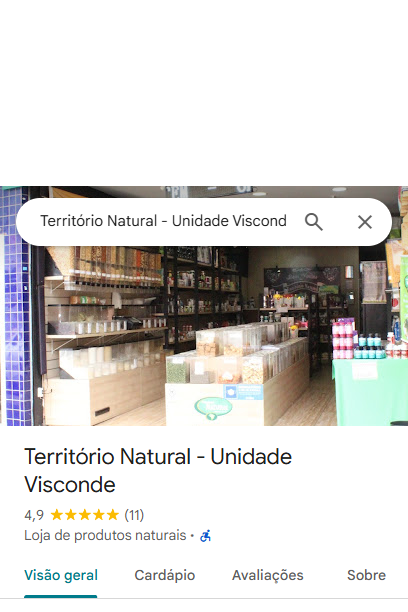 Território Natural - Unidade Viscond
Território Natural - Unidade
Visconde
4,9 (11)
Loja de produtos naturais ·
Visão geral Cardápio Avaliações Sobre